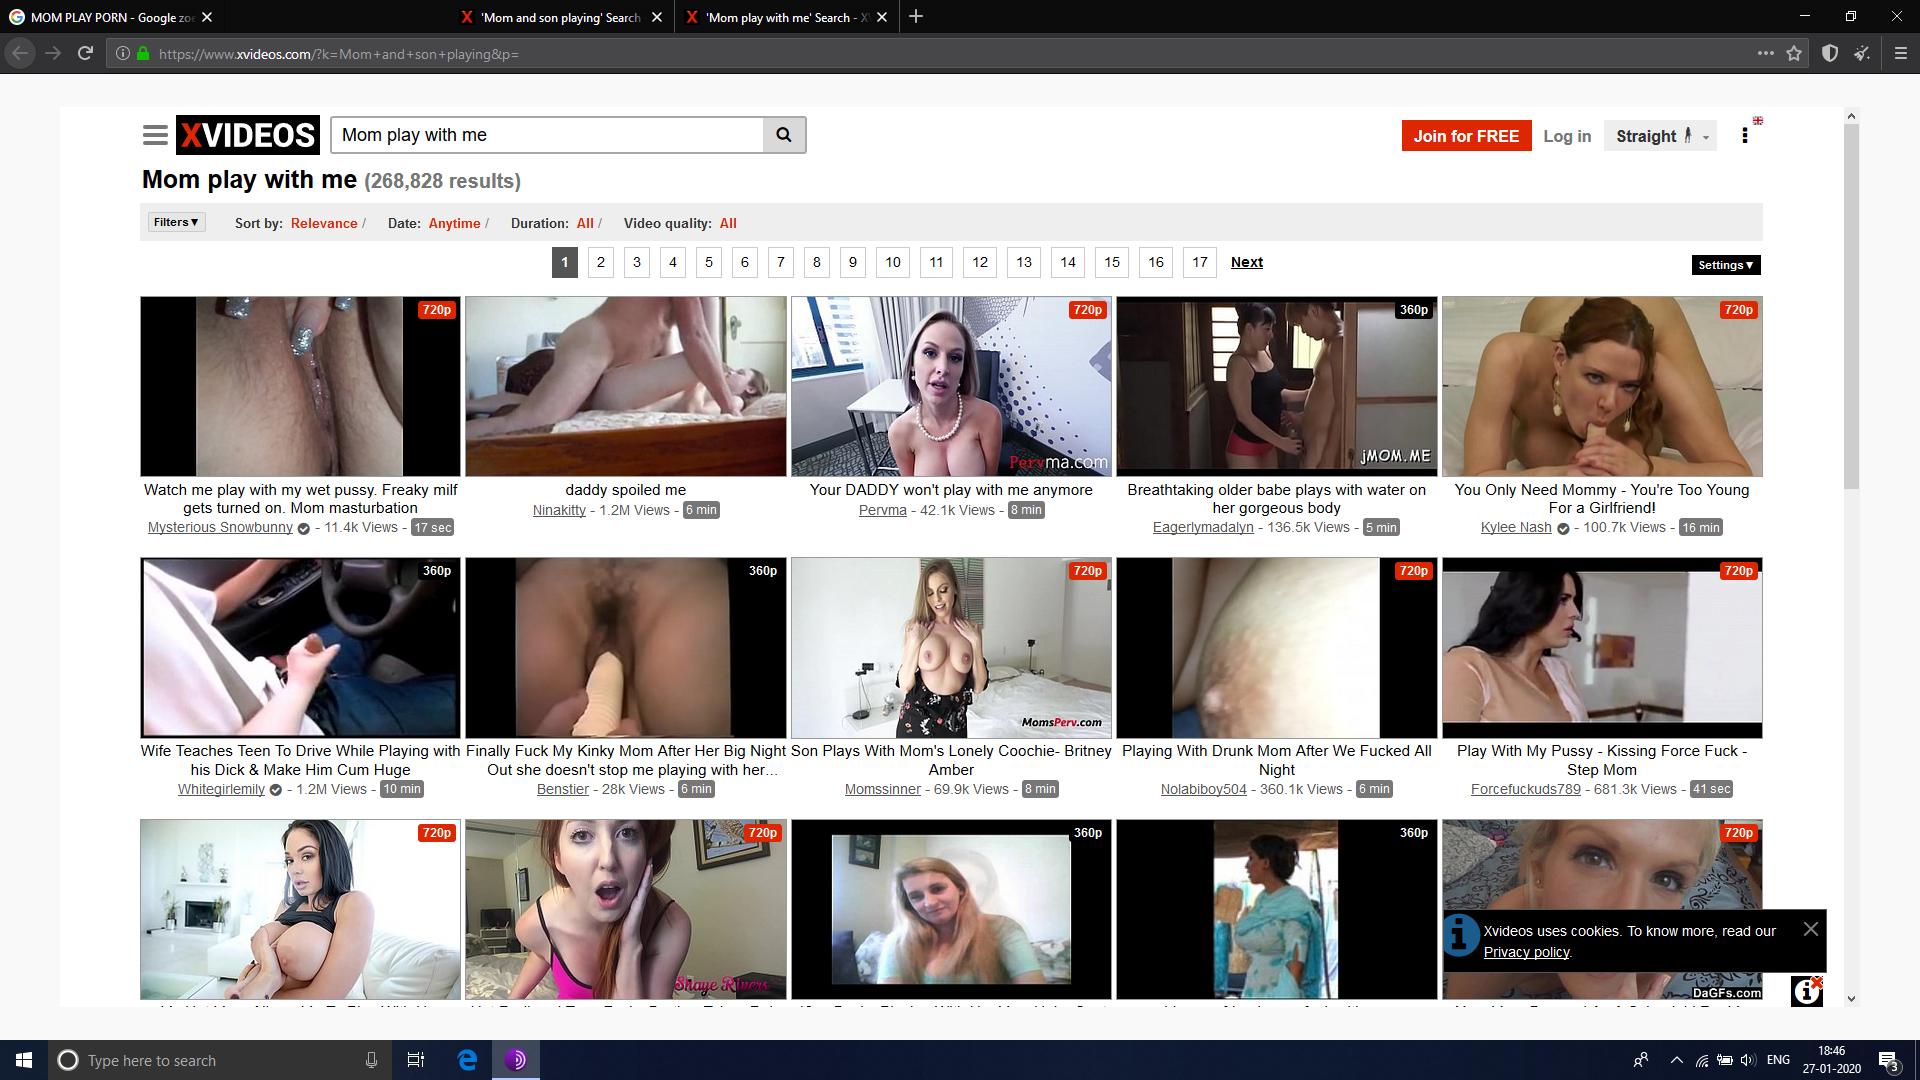 MOM PLAY PORN - Google zoe
'Mom and son playing' Search
'Mom play with me' Search - X
https://www.xvideos.com/?k=Mom+and+son+playing&p=
XVIDEOS
Mom play with me
Join for FREE
Log in
Straight
Mom play with me (268,828 results)
Filters▼
Sort by: Relevance /
Date: Anytime /
Duration: All /
Video quality: All
1 2 3 4 5 6 7 8 9 10 11 12 13 14 15 16 17 Next
Settings▼
720p
720p
Pervma.com
360p
jMOM.ME
720p
Watch me play with my wet pussy. Freaky milf
gets turned on. Mom masturbation
Mysterious Snowbunny - 11.4k Views - 17 sec
daddy spoiled me
Ninakitty - 1.2M Views - 6 min
Your DADDY won't play with me anymore
Pervma - 42.1k Views - 8 min
Breathtaking older babe plays with water on
her gorgeous body
Eagerlymadalyn - 136.5k Views - 5 min
You Only Need Mommy - You're Too Young
For a Girlfriend!
Kylee Nash - 100.7k Views - 16 min
360p
360p
720p
MomsPerv.com
720p
720p
Wife Teaches Teen To Drive While Playing with
his Dick & Make Him Cum Huge
Whitegirlemily - 1.2M Views - 10 min
Finally Fuck My Kinky Mom After Her Big Night
Out she doesn't stop me playing with her...
Benstier - 28k Views - 6 min
Son Plays With Mom's Lonely Coochie- Britney
Amber
Momssinner - 69.9k Views - 8 min
Playing With Drunk Mom After We Fucked All
Night
Nolabiboy504 - 360.1k Views - 6 min
Play With My Pussy - Kissing Force Fuck -
Step Mom
Forcefuckuds789 - 681.3k Views - 41 sec
720p
720p
Shaye Rivers
360p
360p
720p
Xvideos uses cookies. To know more, read our
Privacy policy.
DaGFs.com
Type here to search
ENG
18:46
27-01-2020
3